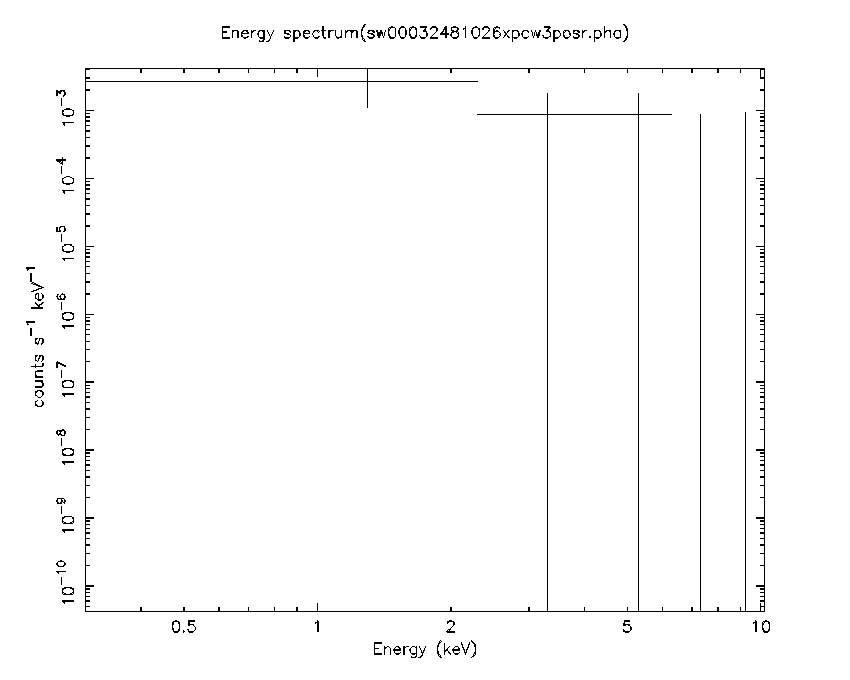 Energy spectrum(sw00032481026xpcw3posr.pha)
10⁻³
10⁻⁴
10⁻⁵
10⁻⁶
10⁻⁷
10⁻⁸
10⁻⁹
10⁻¹⁰
counts s⁻¹ keV⁻¹
0.5 1 2 5 10
Energy (keV)